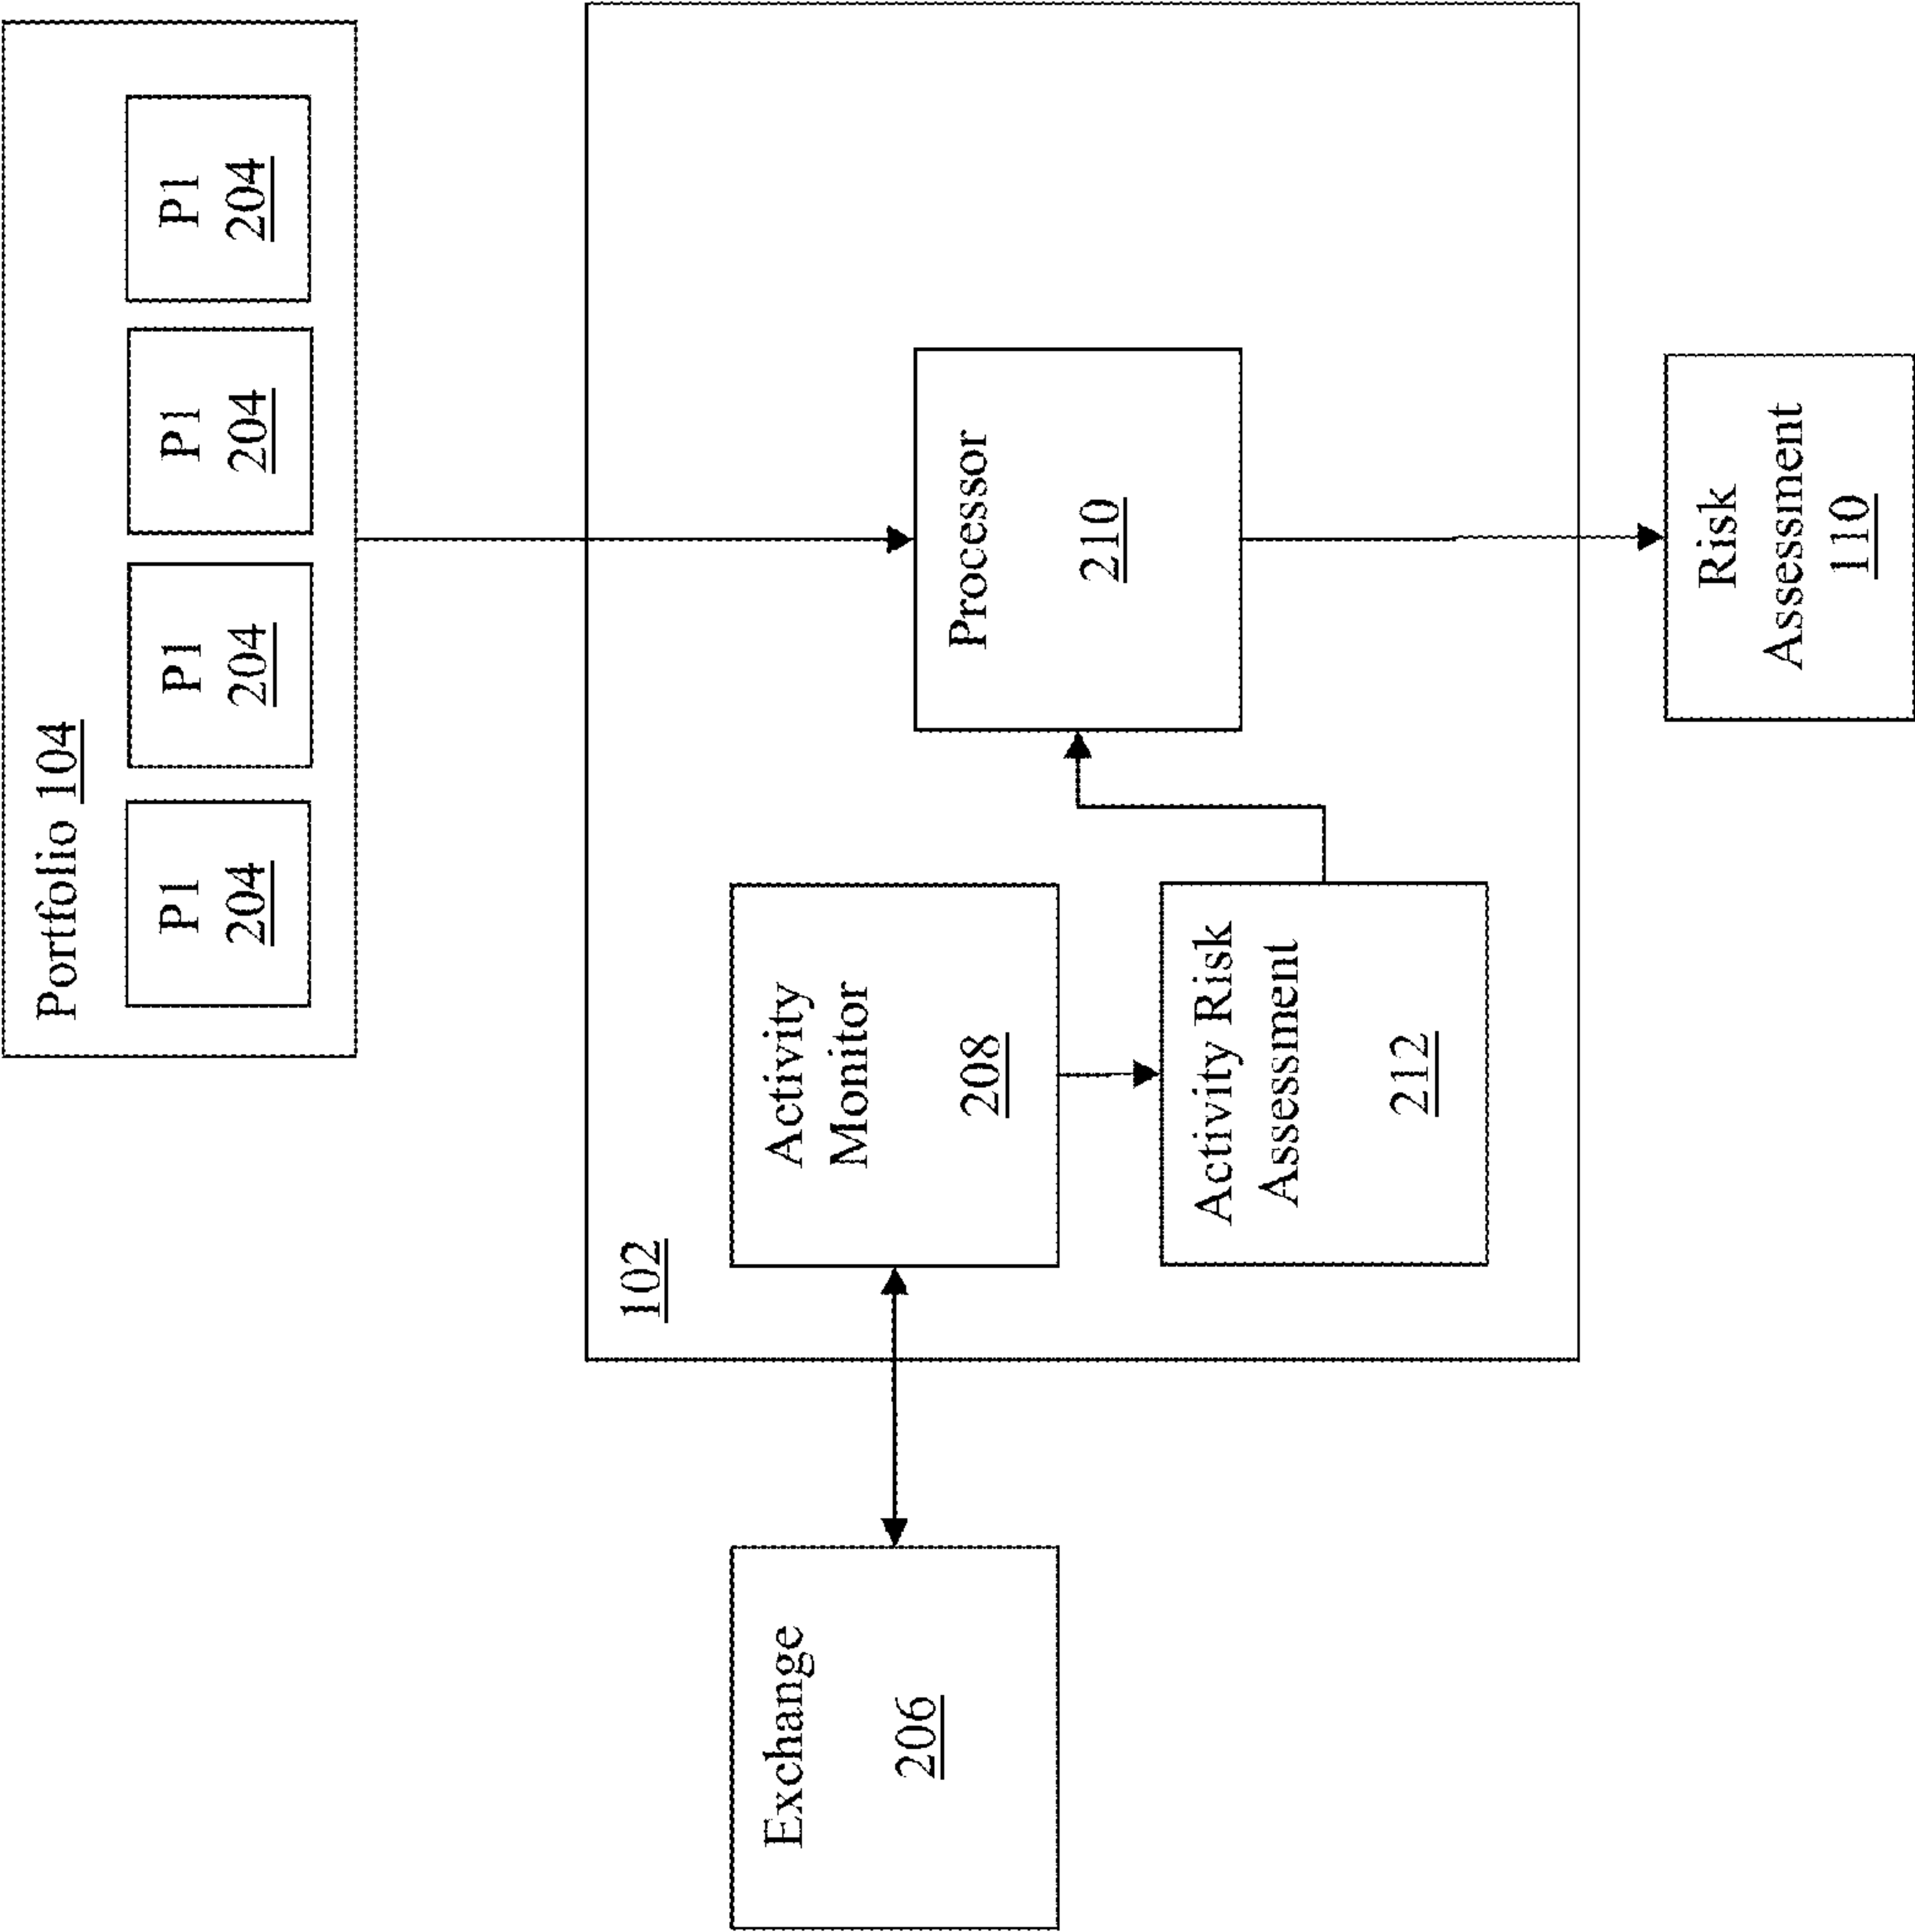 Portfolio 104
P1
204
P1
204
P1
204
P1
204
102
Exchange
206
Activity
Monitor
208
Activity Risk
Assessment
212
Processor
210
Risk
Assessment
110